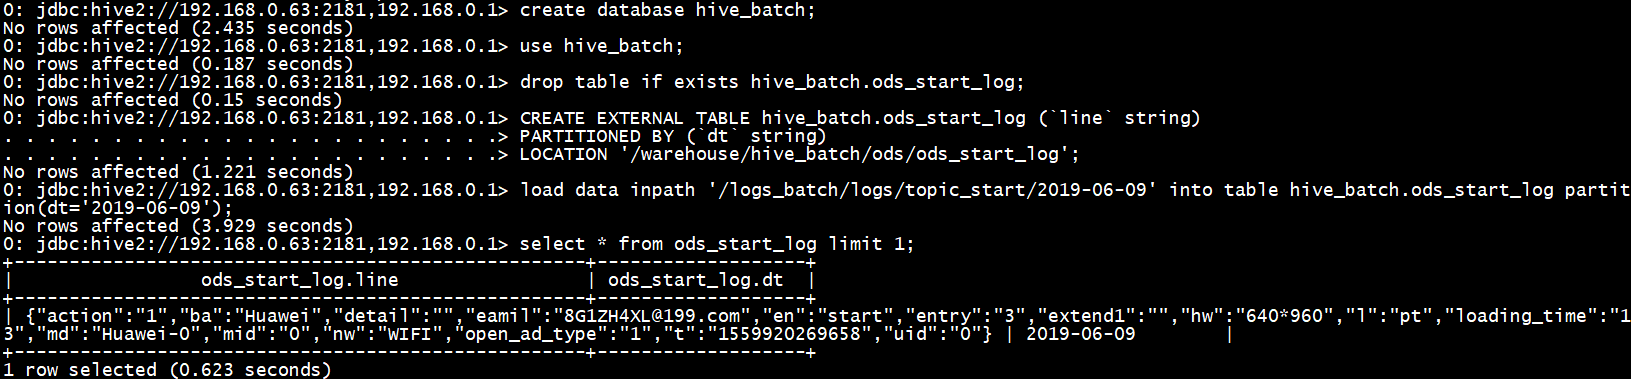 0: jdbc:hive2://192.168.0.63:2181,192.168.0.1> create database hive_batch;
No rows affected (2.435 seconds)
0: jdbc:hive2://192.168.0.63:2181,192.168.0.1> use hive_batch;
No rows affected (0.187 seconds)
0: jdbc:hive2://192.168.0.63:2181,192.168.0.1> drop table if exists hive_batch.ods_start_log;
No rows affected (0.15 seconds)
0: jdbc:hive2://192.168.0.63:2181,192.168.0.1> CREATE EXTERNAL TABLE hive_batch.ods_start_log (`line` string)
. . . . . . . . . . . . . . . . . . . . . . .> PARTITIONED BY (`dt` string)
. . . . . . . . . . . . . . . . . . . . . . .> LOCATION '/warehouse/hive_batch/ods/ods_start_log';
No rows affected (1.221 seconds)
0: jdbc:hive2://192.168.0.63:2181,192.168.0.1> load data inpath '/logs_batch/logs/topic_start/2019-06-09' into table hive_batch.ods_start_log partit
ion(dt='2019-06-09');
No rows affected (3.929 seconds)
0: jdbc:hive2://192.168.0.63:2181,192.168.0.1> select * from ods_start_log limit 1;
+----------------------------------------------------+-------------------+
| ods_start_log.line | ods_start_log.dt |
+----------------------------------------------------+-------------------+
| {"action":"1","ba":"Huawei","detail":"","eamil":"8G1ZH4XL@199.com","en":"start","entry":"3","extend1":"","hw":"640*960","l":"pt","loading_time":"1
3","md":"Huawei-0","mid":"0","nw":"WIFI","open_ad_type":"1","t":"1559920269658","uid":"0"} | 2019-06-09 |
+----------------------------------------------------+-------------------+
1 row selected (0.623 seconds)